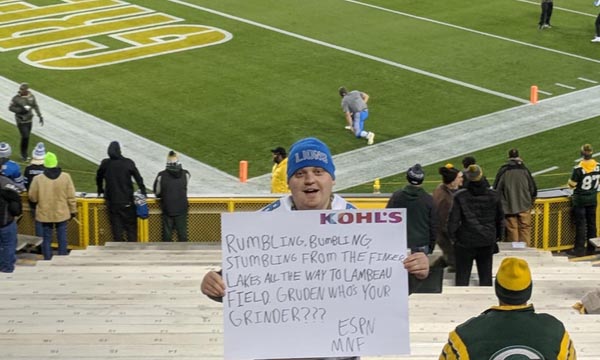 LIONS
KOHL'S
RUMBLING, BUMBLING,
STUMBLING FROM THE FINGER
LAKES ALL THE WAY TO LAMBEAU
FIELD. GRUDEN WHO'S YOUR
GRINDER???
ESPN
MNF
87